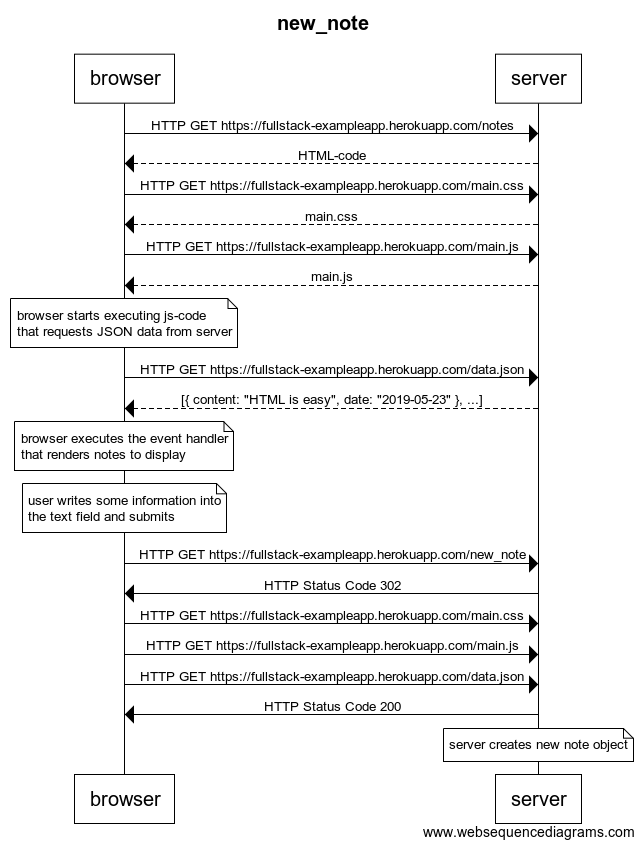 new_note
browser server
HTTP GET https://fullstack-exampleapp.herokuapp.com/notes
HTML-code
HTTP GET https://fullstack-exampleapp.herokuapp.com/main.css
main.css
HTTP GET https://fullstack-exampleapp.herokuapp.com/main.js
main.js
browser starts executing js-code
that requests JSON data from server
HTTP GET https://fullstack-exampleapp.herokuapp.com/data.json
[{ content: "HTML is easy", date: "2019-05-23" }, ...]
browser executes the event handler
that renders notes to display
user writes some information into
the text field and submits
HTTP GET https://fullstack-exampleapp.herokuapp.com/new_note
HTTP Status Code 302
HTTP GET https://fullstack-exampleapp.herokuapp.com/main.css
HTTP GET https://fullstack-exampleapp.herokuapp.com/main.js
HTTP GET https://fullstack-exampleapp.herokuapp.com/data.json
HTTP Status Code 200
server creates new note object
browser server
www.websequencediagrams.com